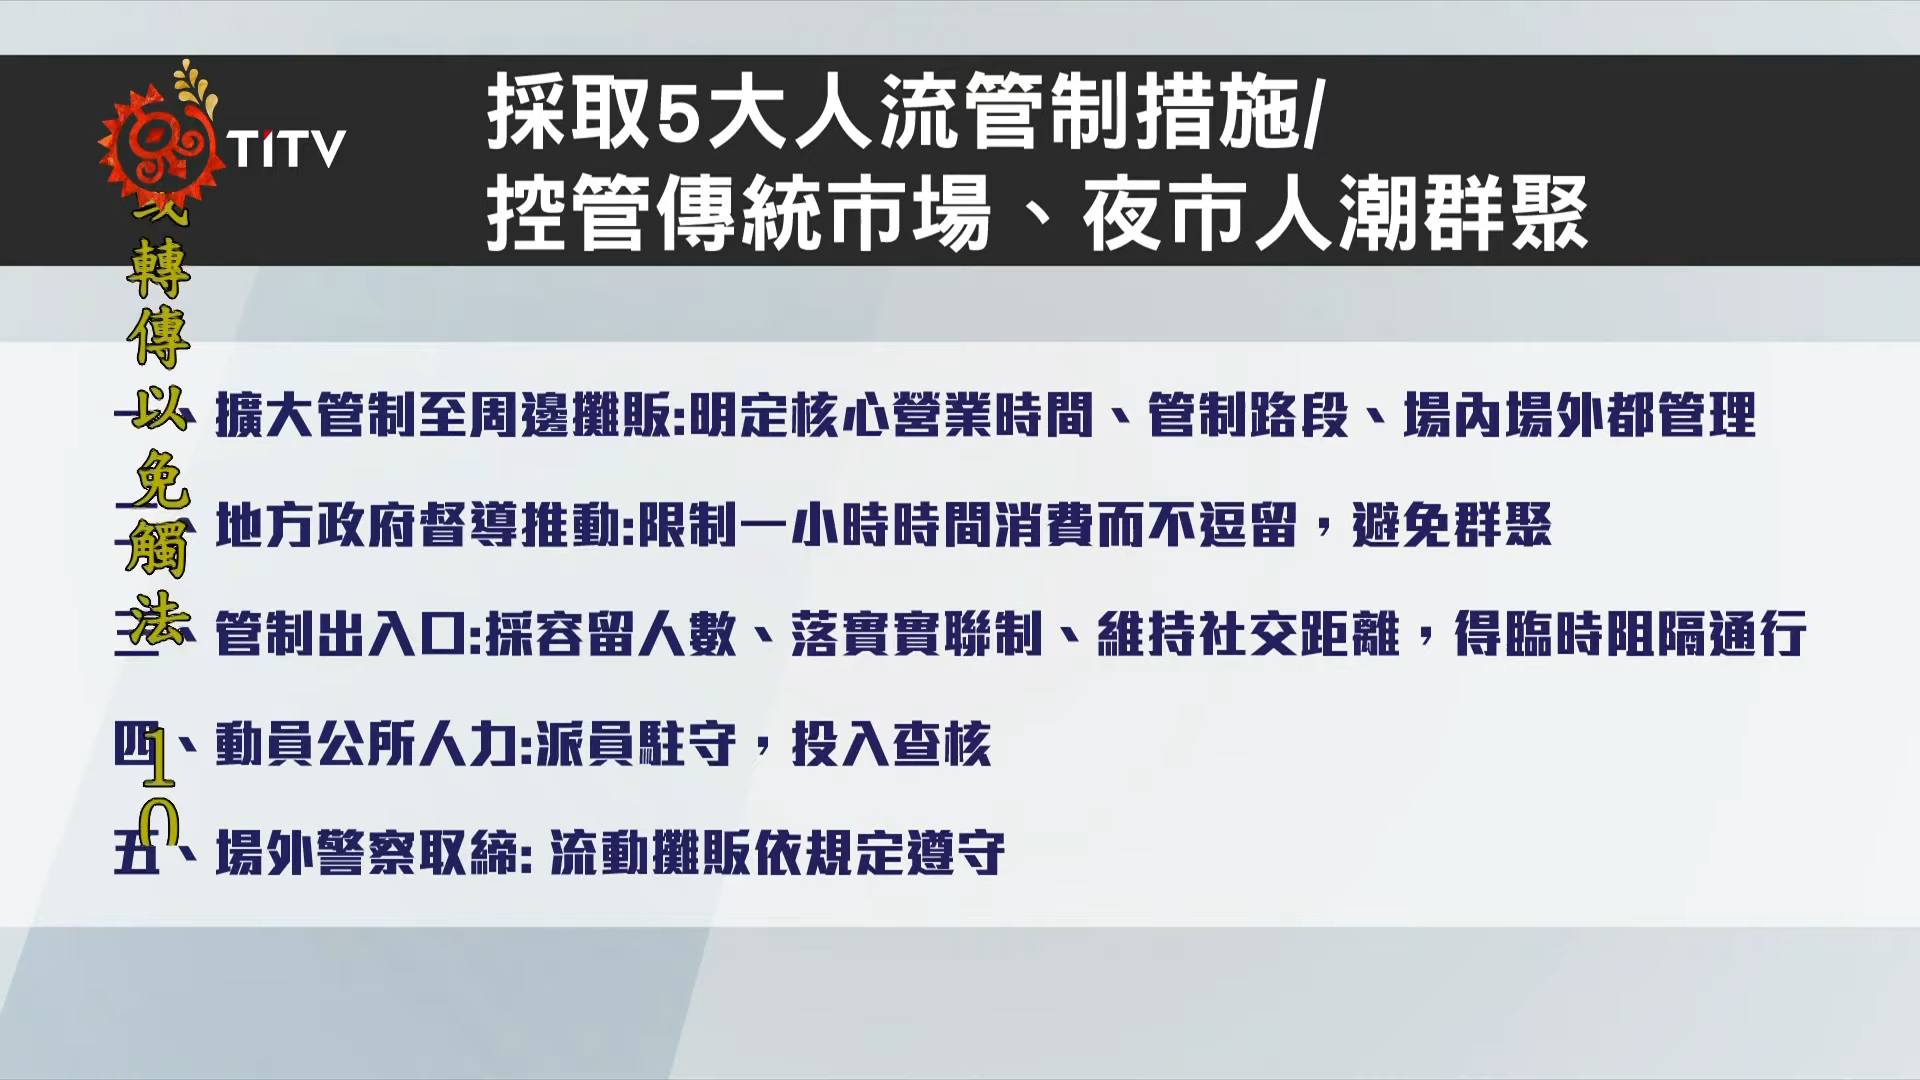 TiTV
採取5大人流管制措施/
控管傳統市場、夜市人潮群聚
一、擴大管制至周邊攤販:明定核心營業時間、管制路段、場內場外都管理
二、地方政府督導推動:限制一小時時間消費而不逗留，避免群聚
三、管制出入口:採容留人數、落實實聯制、維持社交距離，得臨時阻隔通行
四、動員公所人力:派員駐守，投入查核
五、場外警察取締: 流動攤販依規定遵守
轉傳以免觸法
10